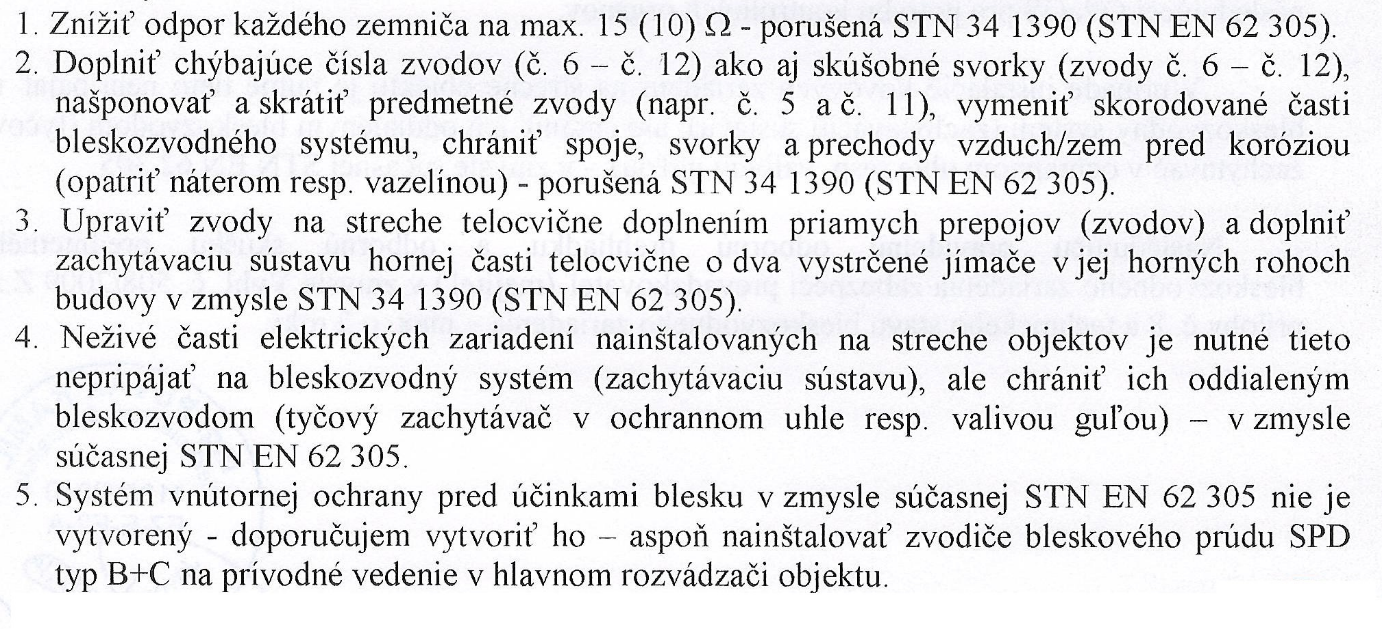 1. Znížiť odpor každého zemniča na max. 15 (10) Ω - porušená STN 34 1390 (STN EN 62 305).
2. Doplniť chýbajúce čísla zvodov (č. 6 – č. 12) ako aj skúšobné svorky (zvody č. 6 – č. 12),
našponovať a skrátiť predmetné zvody (napr. č. 5 a č. 11), vymeniť skorodované časti
bleskozvodného systému, chrániť spoje, svorky a prechody vzduch/zem pred koróziou
(opatriť náterom resp. vazelínou) - porušená STN 34 1390 (STN EN 62 305).
3. Upraviť zvody na streche telocvične doplnením priamych prepojov (zvodov) a doplniť
zachytávaciu sústavu hornej časti telocvične o dva vystrčené jímače v jej horných rohoch
budovy v zmysle STN 34 1390 (STN EN 62 305).
4. Neživé časti elektrických zariadení nainštalovaných na streche objektov je nutné tieto
nepripájať na bleskozvodný systém (zachytávaciu sústavu), ale chrániť ich oddialeným
bleskozvodom (tyčový zachytávač v ochrannom uhle resp. valivou guľou) – v zmysle
súčasnej STN EN 62 305.
5. Systém vnútornej ochrany pred účinkami blesku v zmysle súčasnej STN EN 62 305 nie je
vytvorený - doporučujem vytvoriť ho – aspoň nainštalovať zvodiče bleskového prúdu SPD
typ B+C na prívodné vedenie v hlavnom rozvádzači objektu.